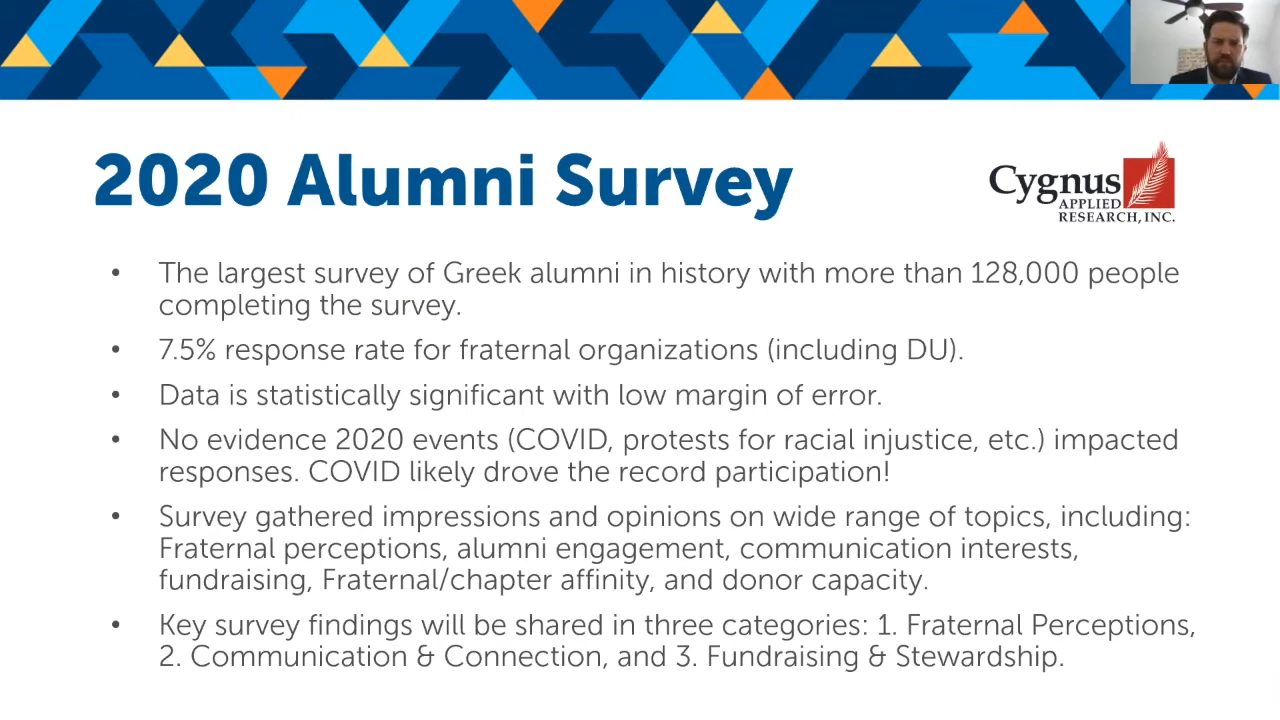 2020 Alumni Survey
Cygnus
APPLIED
RESEARCH, INC.
• The largest survey of Greek alumni in history with more than 128,000 people
completing the survey.
• 7.5% response rate for fraternal organizations (including DU).
• Data is statistically significant with low margin of error.
• No evidence 2020 events (COVID, protests for racial injustice, etc.) impacted
responses. COVID likely drove the record participation!
• Survey gathered impressions and opinions on wide range of topics, including:
Fraternal perceptions, alumni engagement, communication interests,
fundraising, Fraternal/chapter affinity, and donor capacity.
• Key survey findings will be shared in three categories: 1. Fraternal Perceptions,
2. Communication & Connection, and 3. Fundraising & Stewardship.